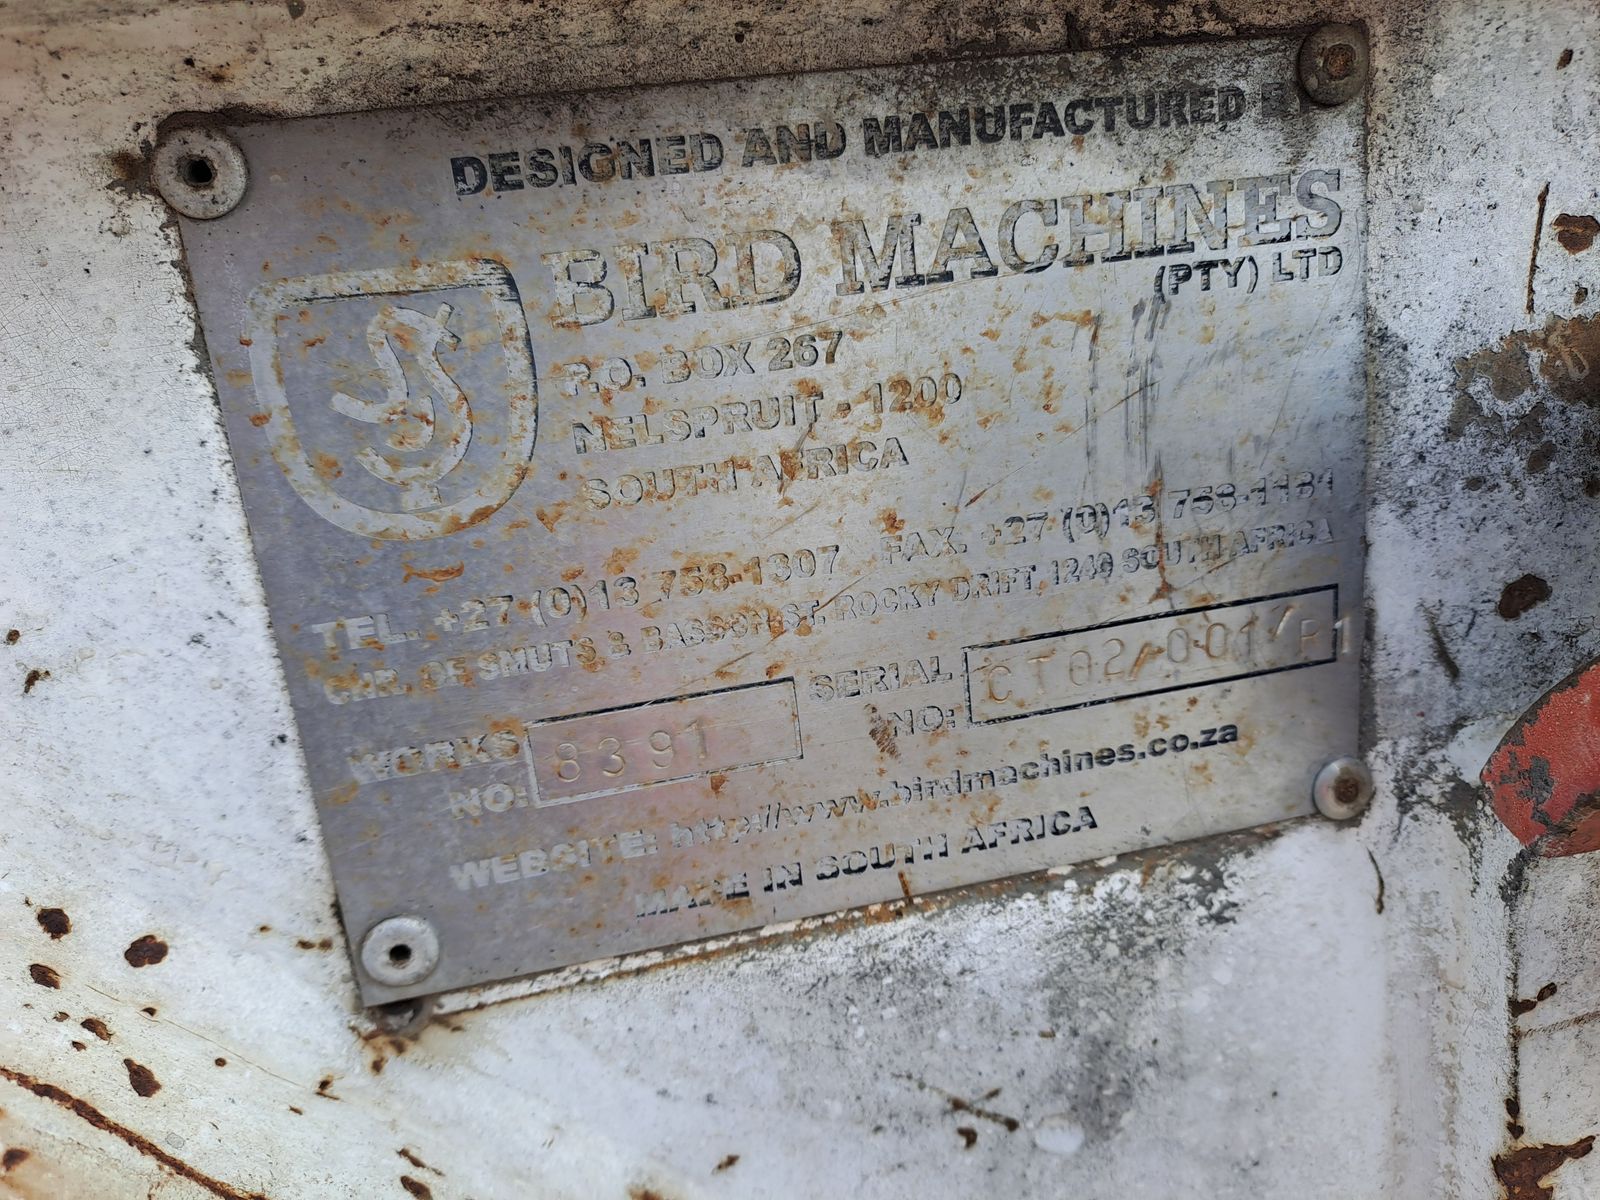 DESIGNED AND MANUFACTURED BY
BIRD MACHINES
(PTY) LTD
P.O. BOX 267
NELSPRUIT - 1200
SOUTH AFRICA
TEL. +27 (0)13 758-1307 FAX. +27 (0)13 758-1181
CNR. OF SMUTS & BASSON ST. ROCKY DRIFT, 1240 SOUTH AFRICA
WORKS NO: 8391
SERIAL NO: CT02/001/P1
WEBSITE: http://www.birdmachines.co.za
MADE IN SOUTH AFRICA